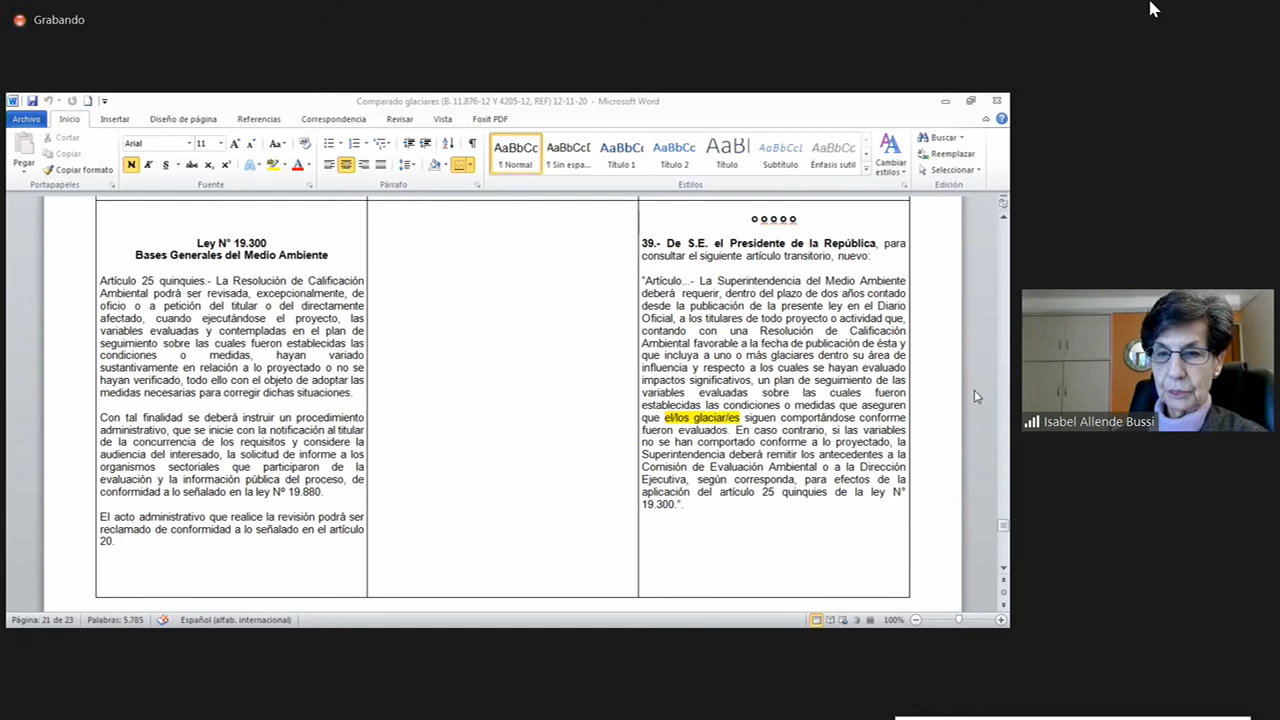 Grabando
Comparado glaciares (B. 11.876-12 Y 4205-12, REF) 12-11-20 - Microsoft Word
Archivo Inicio Insertar Diseño de página Referencias Correspondencia Revisar Vista Foxit PDF
Pegar
Cortar
Copiar
Copiar formato
Portapapeles
Arial 11
Fuente
Párrafo
AaBbCc AaBbCcD AaBbCc AaBbCc AaBl AaBbCcl AaBbCcD
¶ Normal ¶ Sin espa... Título 1 Título 2 Título Subtítulo Énfasis sutil
Cambiar
estilos
Estilos
Buscar
Reemplazar
Seleccionar
Edición
Ley N° 19.300
Bases Generales del Medio Ambiente
Artículo 25 quinquies.- La Resolución de Calificación
Ambiental podrá ser revisada, excepcionalmente, de
oficio o a petición del titular o del directamente
afectado, cuando ejecutándose el proyecto, las
variables evaluadas y contempladas en el plan de
seguimiento sobre las cuales fueron establecidas las
condiciones o medidas, hayan variado
sustantivamente en relación a lo proyectado o no se
hayan verificado, todo ello con el objeto de adoptar las
medidas necesarias para corregir dichas situaciones.
Con tal finalidad se deberá instruir un procedimiento
administrativo, que se inicie con la notificación al titular
de la concurrencia de los requisitos y considere la
audiencia del interesado, la solicitud de informe a los
organismos sectoriales que participaron de la
evaluación y la información pública del proceso, de
conformidad a lo señalado en la ley Nº 19.880.
El acto administrativo que realice la revisión podrá ser
reclamado de conformidad a lo señalado en el artículo
20.
o o o o o
39.- De S.E. el Presidente de la República, para
consultar el siguiente artículo transitorio, nuevo:
"Artículo...- La Superintendencia del Medio Ambiente
deberá requerir, dentro del plazo de dos años contado
desde la publicación de la presente ley en el Diario
Oficial, a los titulares de todo proyecto o actividad que,
contando con una Resolución de Calificación
Ambiental favorable a la fecha de publicación de ésta y
que incluya a uno o más glaciares dentro su área de
influencia y respecto a los cuales se hayan evaluado
impactos significativos, un plan de seguimiento de las
variables evaluadas sobre las cuales fueron
establecidas las condiciones o medidas que aseguren
que el/los glaciar/es siguen comportándose conforme
fueron evaluados. En caso contrario, si las variables
no se han comportado conforme a lo proyectado, la
Superintendencia deberá remitir los antecedentes a la
Comisión de Evaluación Ambiental o a la Dirección
Ejecutiva, según corresponda, para efectos de la
aplicación del artículo 25 quinquies de la ley N°
19.300.".
Isabel Allende Bussi
Página: 21 de 23 Palabras: 5.785 Español (alfab. internacional) 100%